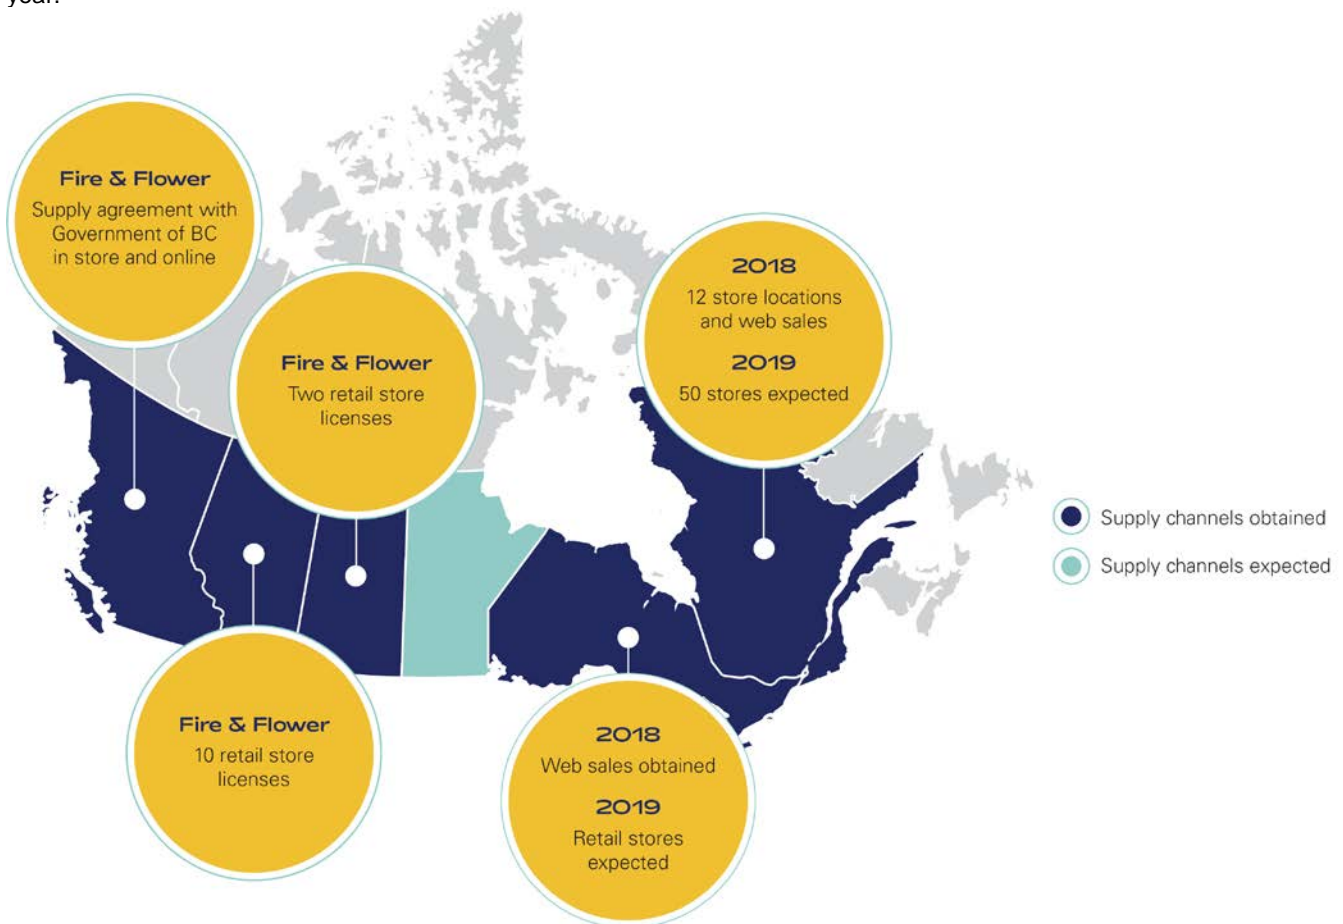 year.
Fire & Flower
Supply agreement with
Government of BC
in store and online
Fire & Flower
Two retail store
licenses
2018
12 store locations
and web sales
2019
50 stores expected
Supply channels obtained
Supply channels expected
Fire & Flower
10 retail store
licenses
2018
Web sales obtained
2019
Retail stores
expected